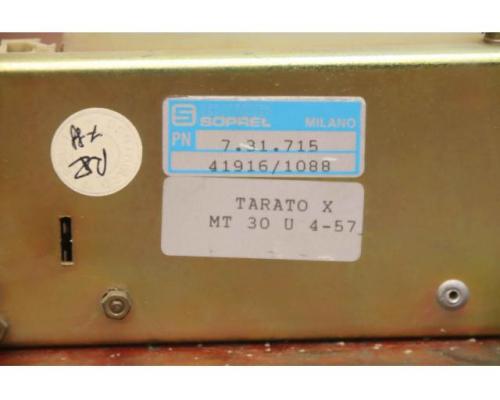 S SOPREL MILANO
PN 7.31.715
41916/1088
TARATO X
MT 30 U 4-57